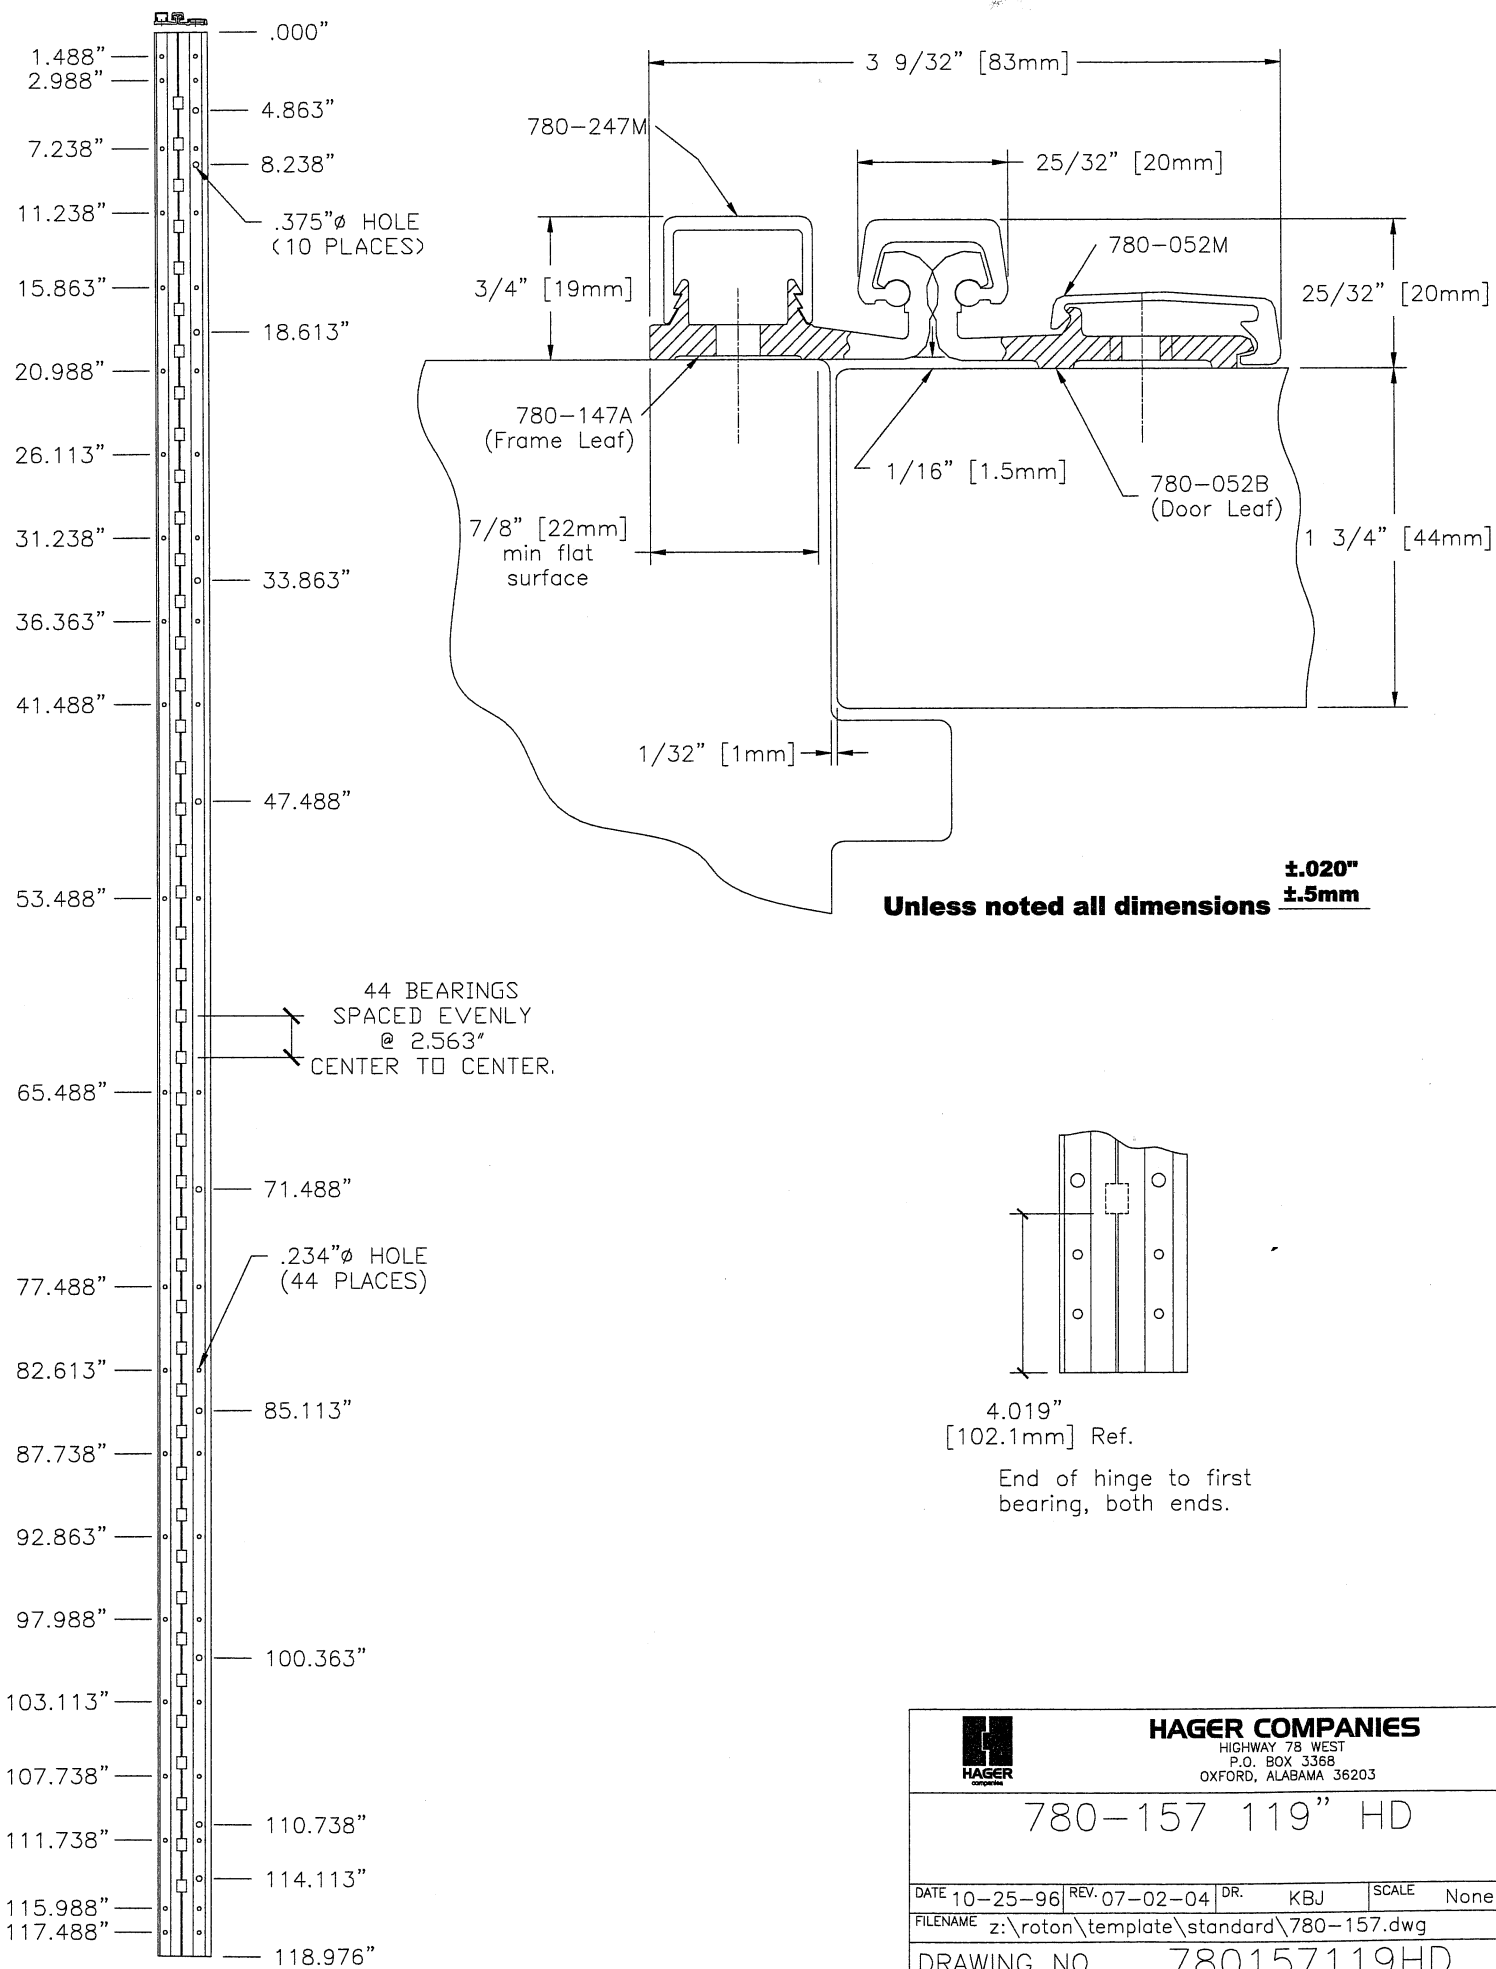 .000"
1.488"
2.988"
4.863"
7.238"
8.238"
.375"ø HOLE
(10 PLACES)
11.238"
15.863"
18.613"
20.988"
26.113"
31.238"
33.863"
36.363"
41.488"
47.488"
53.488"
44 BEARINGS
SPACED EVENLY
@ 2.563"
CENTER TO CENTER.
65.488"
71.488"
.234"ø HOLE
(44 PLACES)
77.488"
82.613"
85.113"
87.738"
92.863"
97.988"
100.363"
103.113"
107.738"
110.738"
111.738"
114.113"
115.988"
117.488"
118.976"
3 9/32" [83mm]
780-247M
25/32" [20mm]
780-052M
3/4" [19mm]
25/32" [20mm]
780-147A
(Frame Leaf)
1/16" [1.5mm]
780-052B
(Door Leaf)
7/8" [22mm]
min flat
surface
1 3/4" [44mm]
1/32" [1mm]
Unless noted all dimensions
±.020"
±.5mm
4.019"
[102.1mm] Ref.
End of hinge to first
bearing, both ends.
HAGER
companies
HAGER COMPANIES
HIGHWAY 78 WEST
P.O. BOX 3368
OXFORD, ALABAMA 36203
780-157 119" HD
DATE 10-25-96 REV. 07-02-04 DR. KBJ SCALE None
FILENAME z:\roton\template\standard\780-157.dwg
DRAWING NO 780157119HD